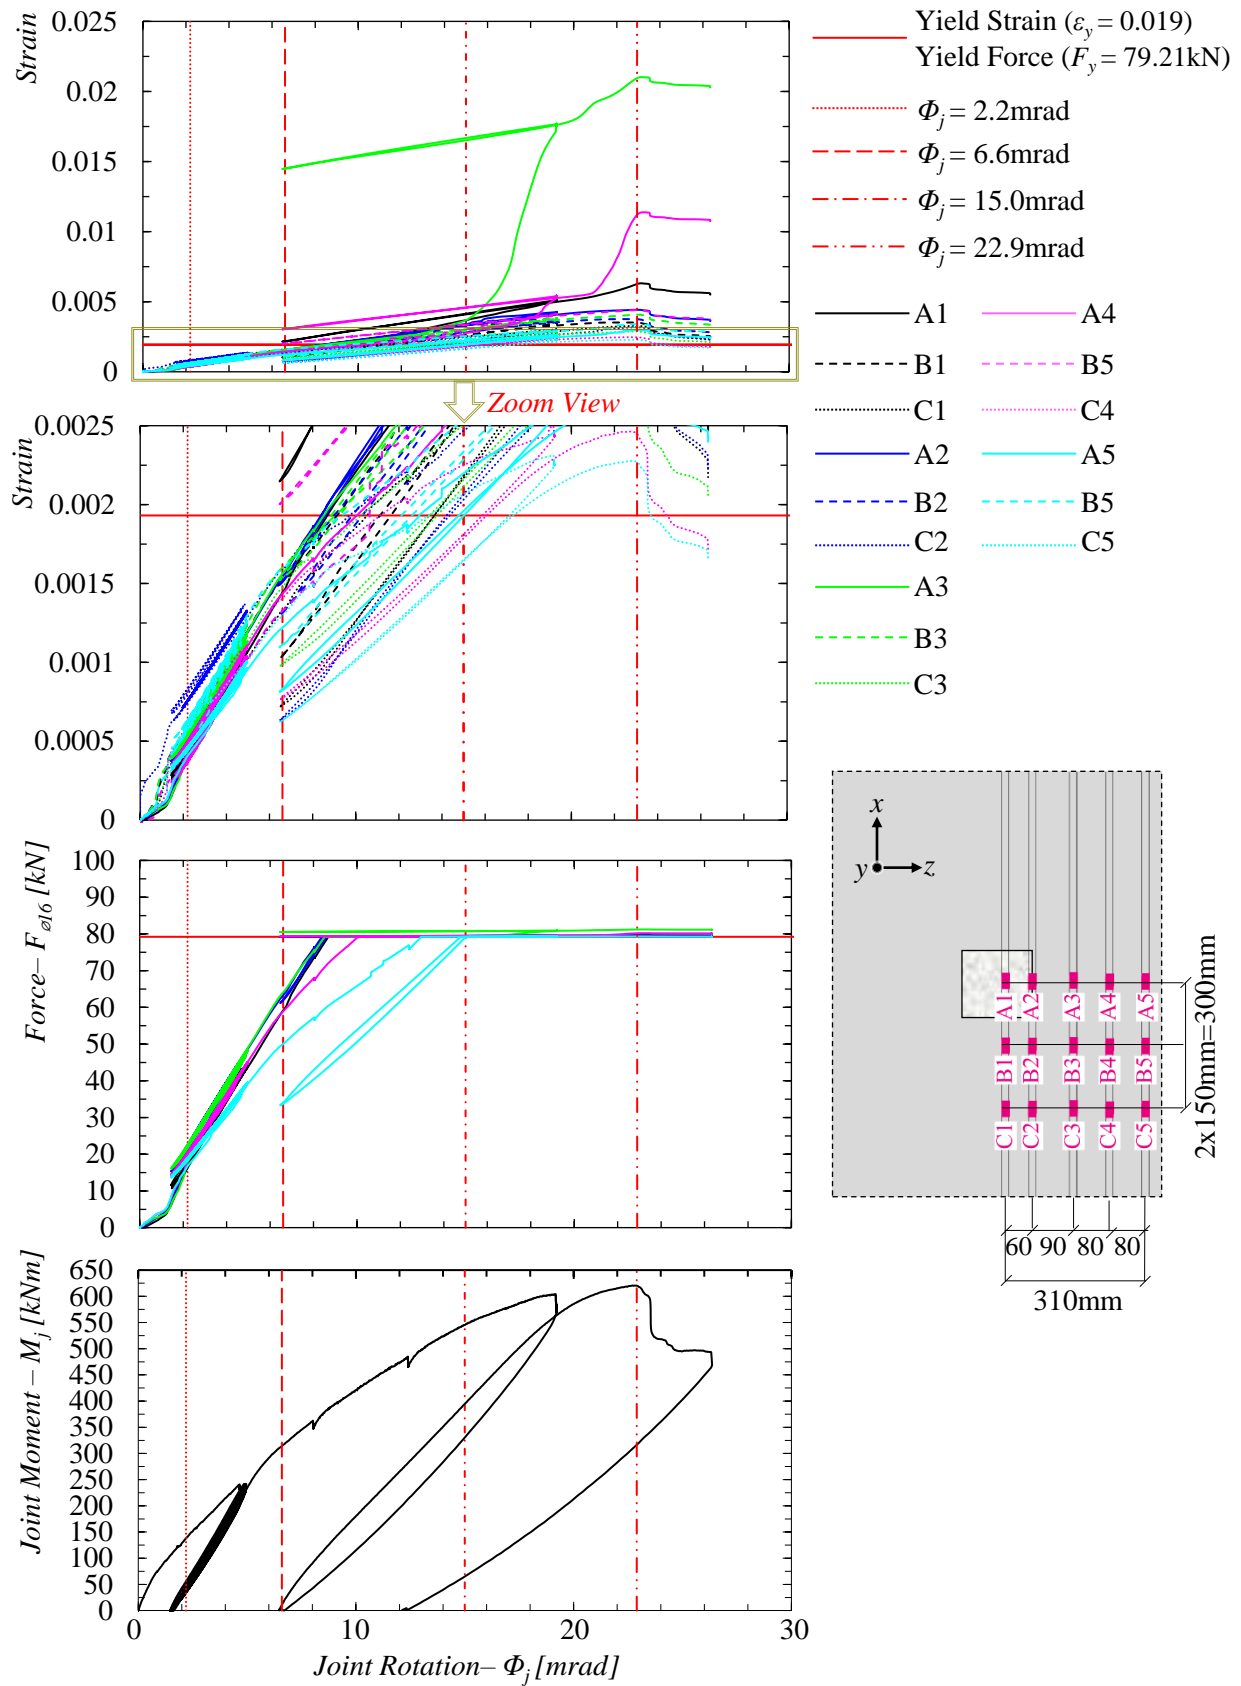 Strain
0.025
0.02
0.025
0.015
0.01
0.005
0
Zoom View
Strain
0.0025
0.002
0.0015
0.001
0.0005
0
Force– F⌀16 [kN]
100
90
80
70
60
50
40
30
20
10
0
Joint Moment – Mj [kNm]
650
600
550
500
450
350
300
250
200
150
100
50
0
0 10 20 30
Joint Rotation– Φj [mrad]
Yield Strain (εy = 0.019)
Yield Force (Fy = 79.21kN)
Φj = 2.2mrad
Φj = 6.6mrad
Φj = 15.0mrad
Φj = 22.9mrad
A1 A4
B1 B5
C1 C4
A2 A5
B2 B5
C2 C5
A3
B3
C3
x
y z
A1 A2 A3 A4 A5
B1 B2 B3 B4 B5
C1 C2 C3 C4 C5
2x150mm=300mm
60 90 80 80
310mm